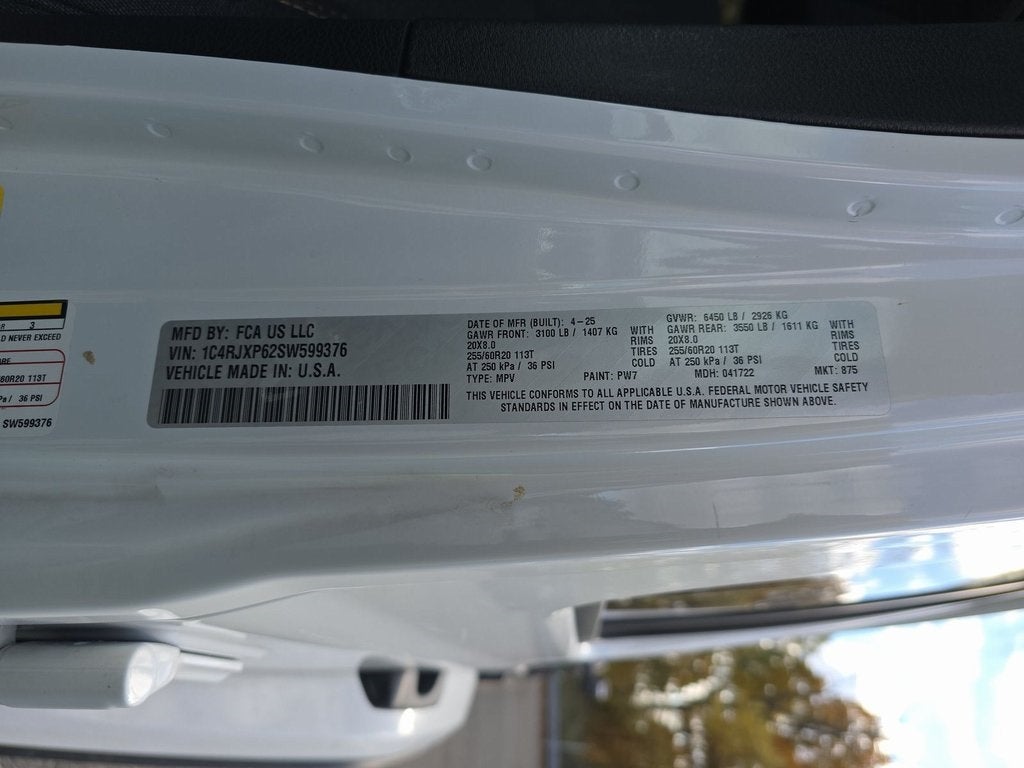 R 3
D NEVER EXCEED
60R20 113T
Pa / 36 PSI
SW599376
MFD BY: FCA US LLC
VIN: 1C4RJXP62SW599376
VEHICLE MADE IN: U.S.A.
DATE OF MFR (BUILT): 4-25
GAWR FRONT: 3100 LB / 1407 KG WITH
20X8.0 RIMS
255/60R20 113T TIRES
AT 250 kPa / 36 PSI COLD
TYPE: MPV PAINT: PW7
GVWR: 6450 LB / 2926 KG
GAWR REAR: 3550 LB / 1611 KG WITH
20X8.0 RIMS
255/60R20 113T TIRES
AT 250 kPa / 36 PSI COLD
MDH: 041722 MKT: 875
THIS VEHICLE CONFORMS TO ALL APPLICABLE U.S.A. FEDERAL MOTOR VEHICLE SAFETY
STANDARDS IN EFFECT ON THE DATE OF MANUFACTURE SHOWN ABOVE.